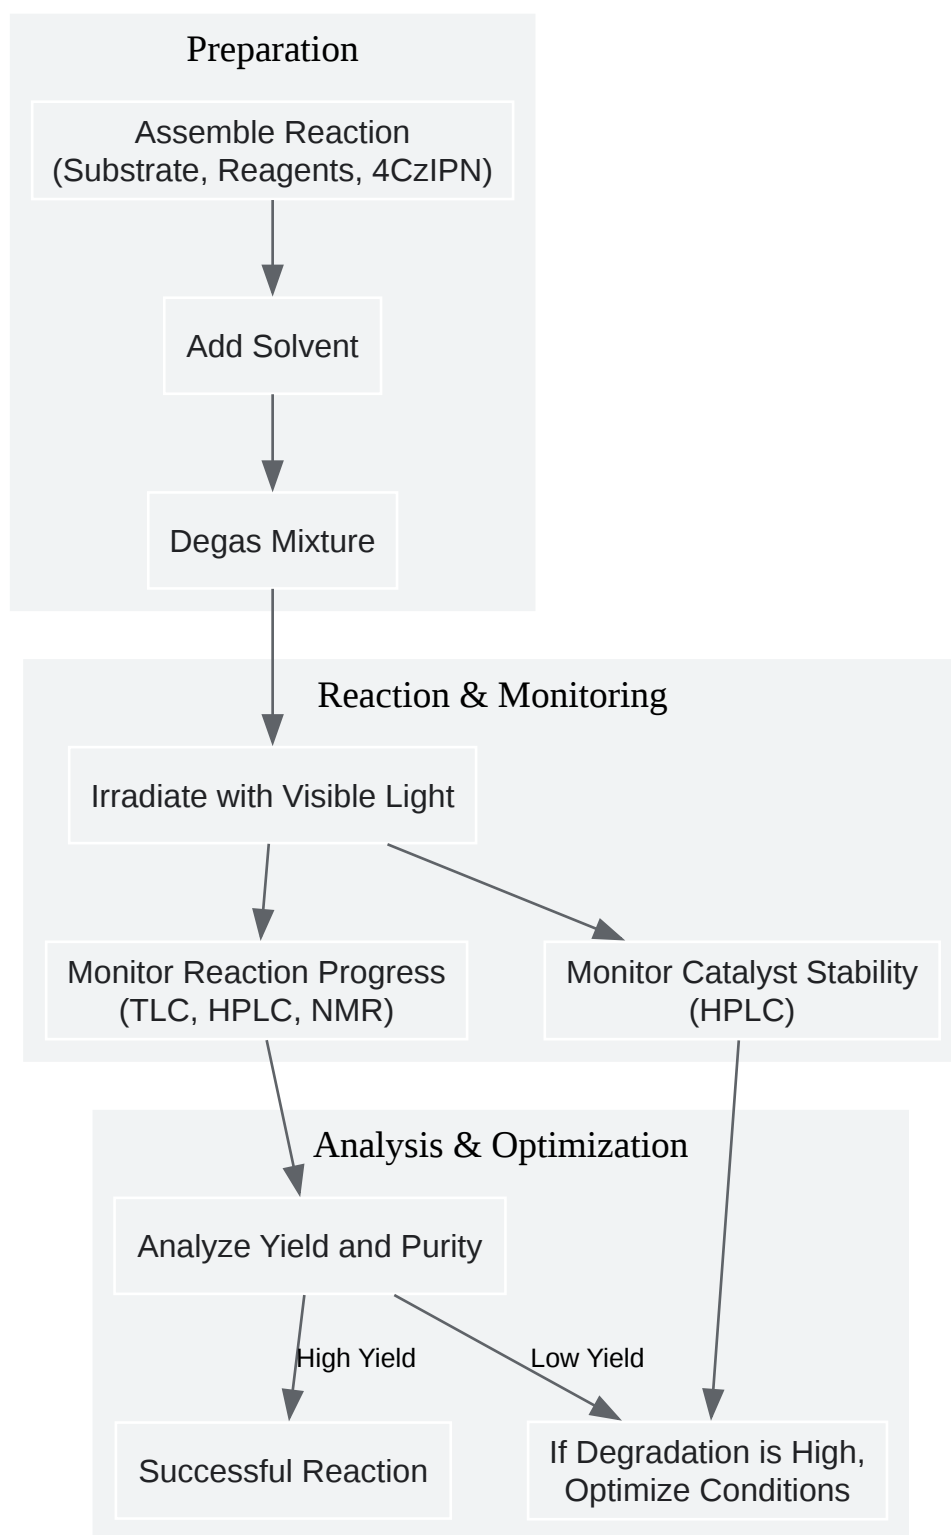 Preparation
Assemble Reaction
(Substrate, Reagents, 4CzIPN)
Add Solvent
Degas Mixture
Reaction & Monitoring
Irradiate with Visible Light
Monitor Reaction Progress
(TLC, HPLC, NMR)
Monitor Catalyst Stability
(HPLC)
Analysis & Optimization
Analyze Yield and Purity
High Yield
Low Yield
Successful Reaction
If Degradation is High,
Optimize Conditions